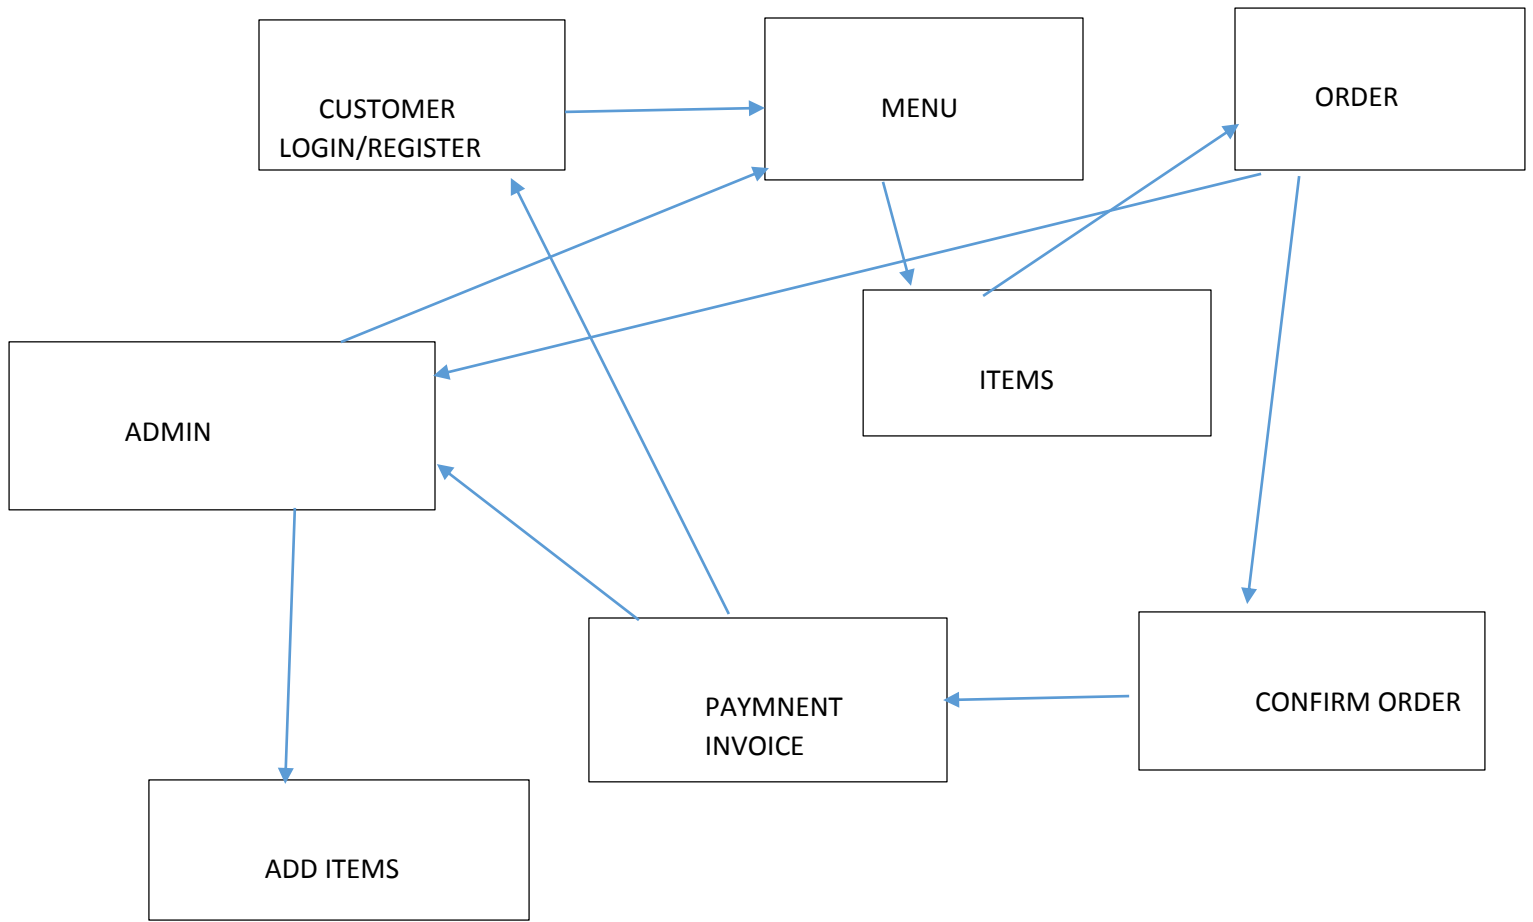 CUSTOMER
LOGIN/REGISTER
MENU
ORDER
ITEMS
ADMIN
PAYMNENT
INVOICE
CONFIRM ORDER
ADD ITEMS